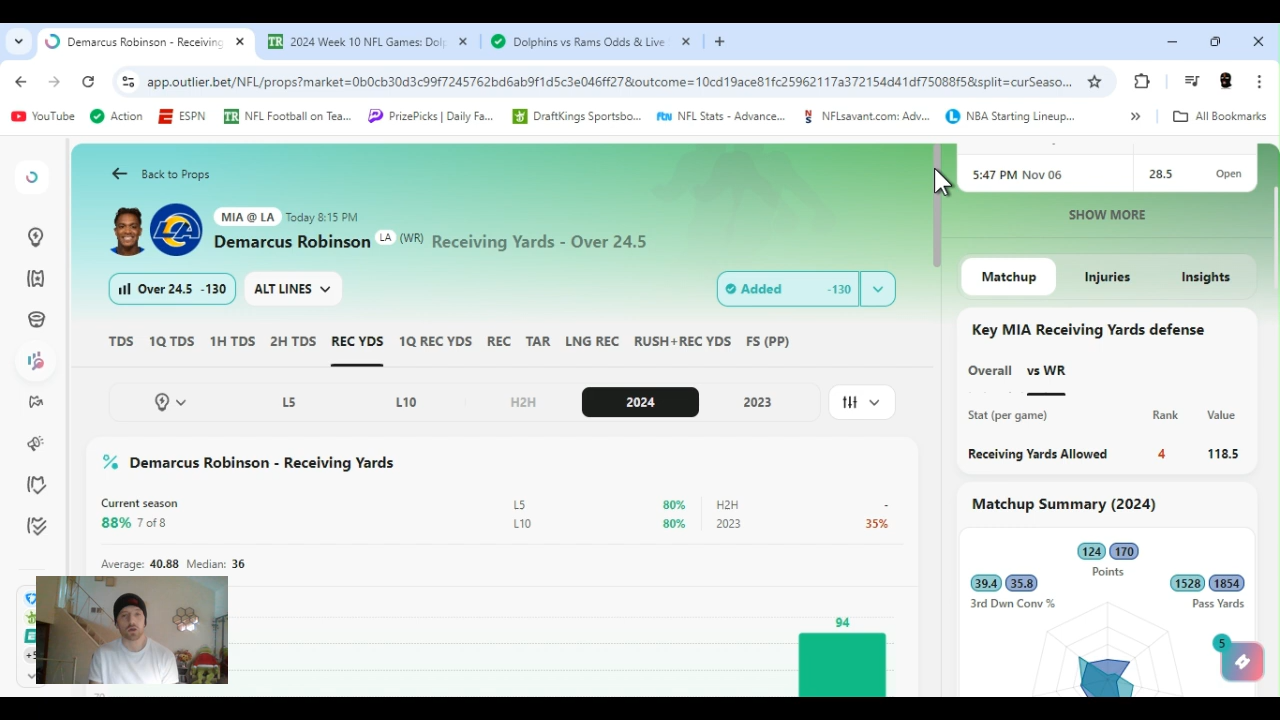 Demarcus Robinson - Receiving
2024 Week 10 NFL Games: Dolp
Dolphins vs Rams Odds & Live
app.outlier.bet/NFL/props?market=0b0cb30d3c99f7245762bd6ab9f1d5c3e046ff27&outcome=10cd19ace81fc25962117a372154d41df75088f5&split=curSeaso...
YouTube
Action
ESPN
NFL Football on Tea...
PrizePicks | Daily Fa...
DraftKings Sportsbo...
NFL Stats - Advance...
NFLsavant.com: Adv...
NBA Starting Lineup...
All Bookmarks
Back to Props
MIA @ LA Today 8:15 PM
Demarcus Robinson LA (WR) Receiving Yards - Over 24.5
Over 24.5 -130
ALT LINES
Added -130
TDS 1Q TDS 1H TDS 2H TDS REC YDS 1Q REC YDS REC TAR LNG REC RUSH+REC YDS FS (PP)
L5 L10 H2H 2024 2023
Demarcus Robinson - Receiving Yards
Current season
88% 7 of 8
L5 80% H2H -
L10 80% 2023 35%
Average: 40.88 Median: 36
94
5:47 PM Nov 06 28.5 Open
SHOW MORE
Matchup Injuries Insights
Key MIA Receiving Yards defense
Overall vs WR
Stat (per game) Rank Value
Receiving Yards Allowed 4 118.5
Matchup Summary (2024)
124 170
Points
39.4 35.8
3rd Dwn Conv %
1528 1854
Pass Yards
5